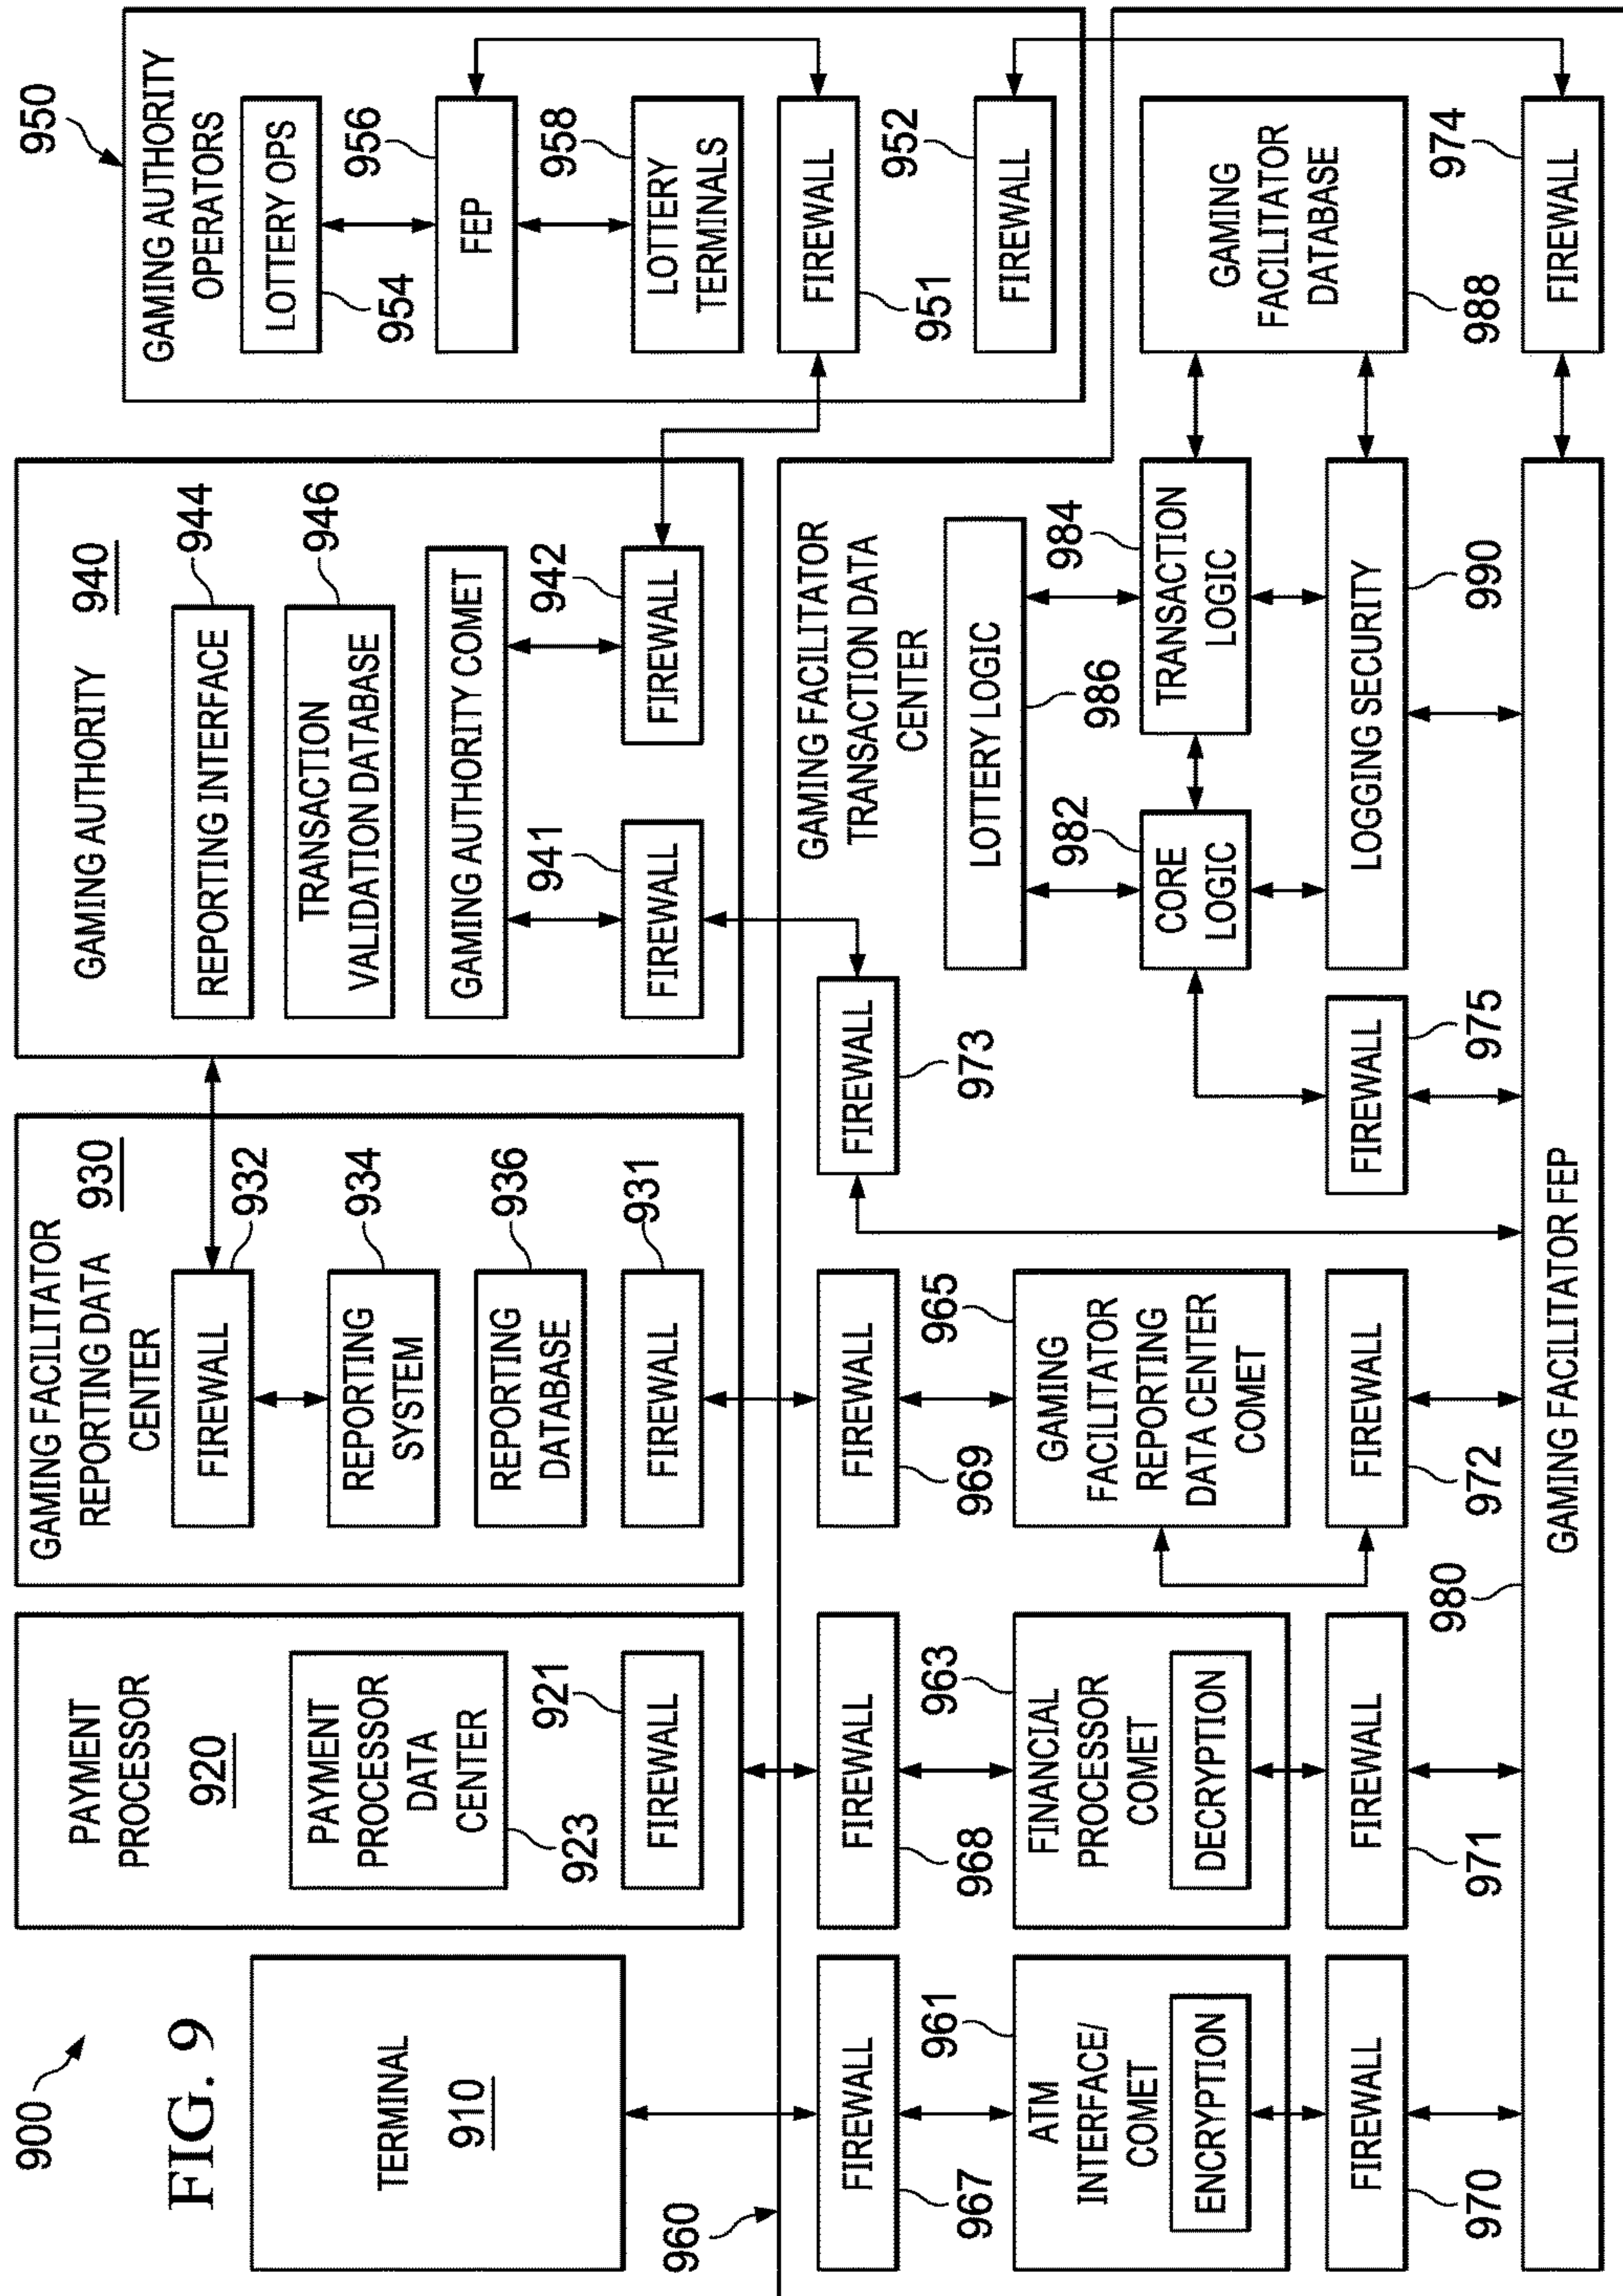 900
FIG. 9
TERMINAL
910
PAYMENT
PROCESSOR
920
PAYMENT
PROCESSOR
DATA
CENTER
923
921
FIREWALL
GAMING FACILITATOR
REPORTING DATA
CENTER
930
932
FIREWALL
934
REPORTING
SYSTEM
936
REPORTING
DATABASE
931
FIREWALL
GAMING AUTHORITY
940
944
REPORTING INTERFACE
946
TRANSACTION
VALIDATION DATABASE
GAMING AUTHORITY COMET
941
FIREWALL
942
FIREWALL
950
GAMING AUTHORITY
OPERATORS
LOTTERY OPS
954
956
FEP
958
LOTTERY
TERMINALS
FIREWALL
951
952
FIREWALL
960
FIREWALL
967
961
ATM
INTERFACE/
COMET
ENCRYPTION
FIREWALL
970
FIREWALL
968
963
FINANCIAL
PROCESSOR
COMET
DECRYPTION
FIREWALL
971
FIREWALL
969
965
GAMING
FACILITATOR
REPORTING
DATA CENTER
COMET
FIREWALL
972
FIREWALL
973
GAMING FACILITATOR
TRANSACTION DATA
CENTER
LOTTERY LOGIC
986
982
CORE
LOGIC
984
TRANSACTION
LOGIC
FIREWALL
975
LOGGING SECURITY
990
GAMING
FACILITATOR
DATABASE
988
974
FIREWALL
980
GAMING FACILITATOR FEP